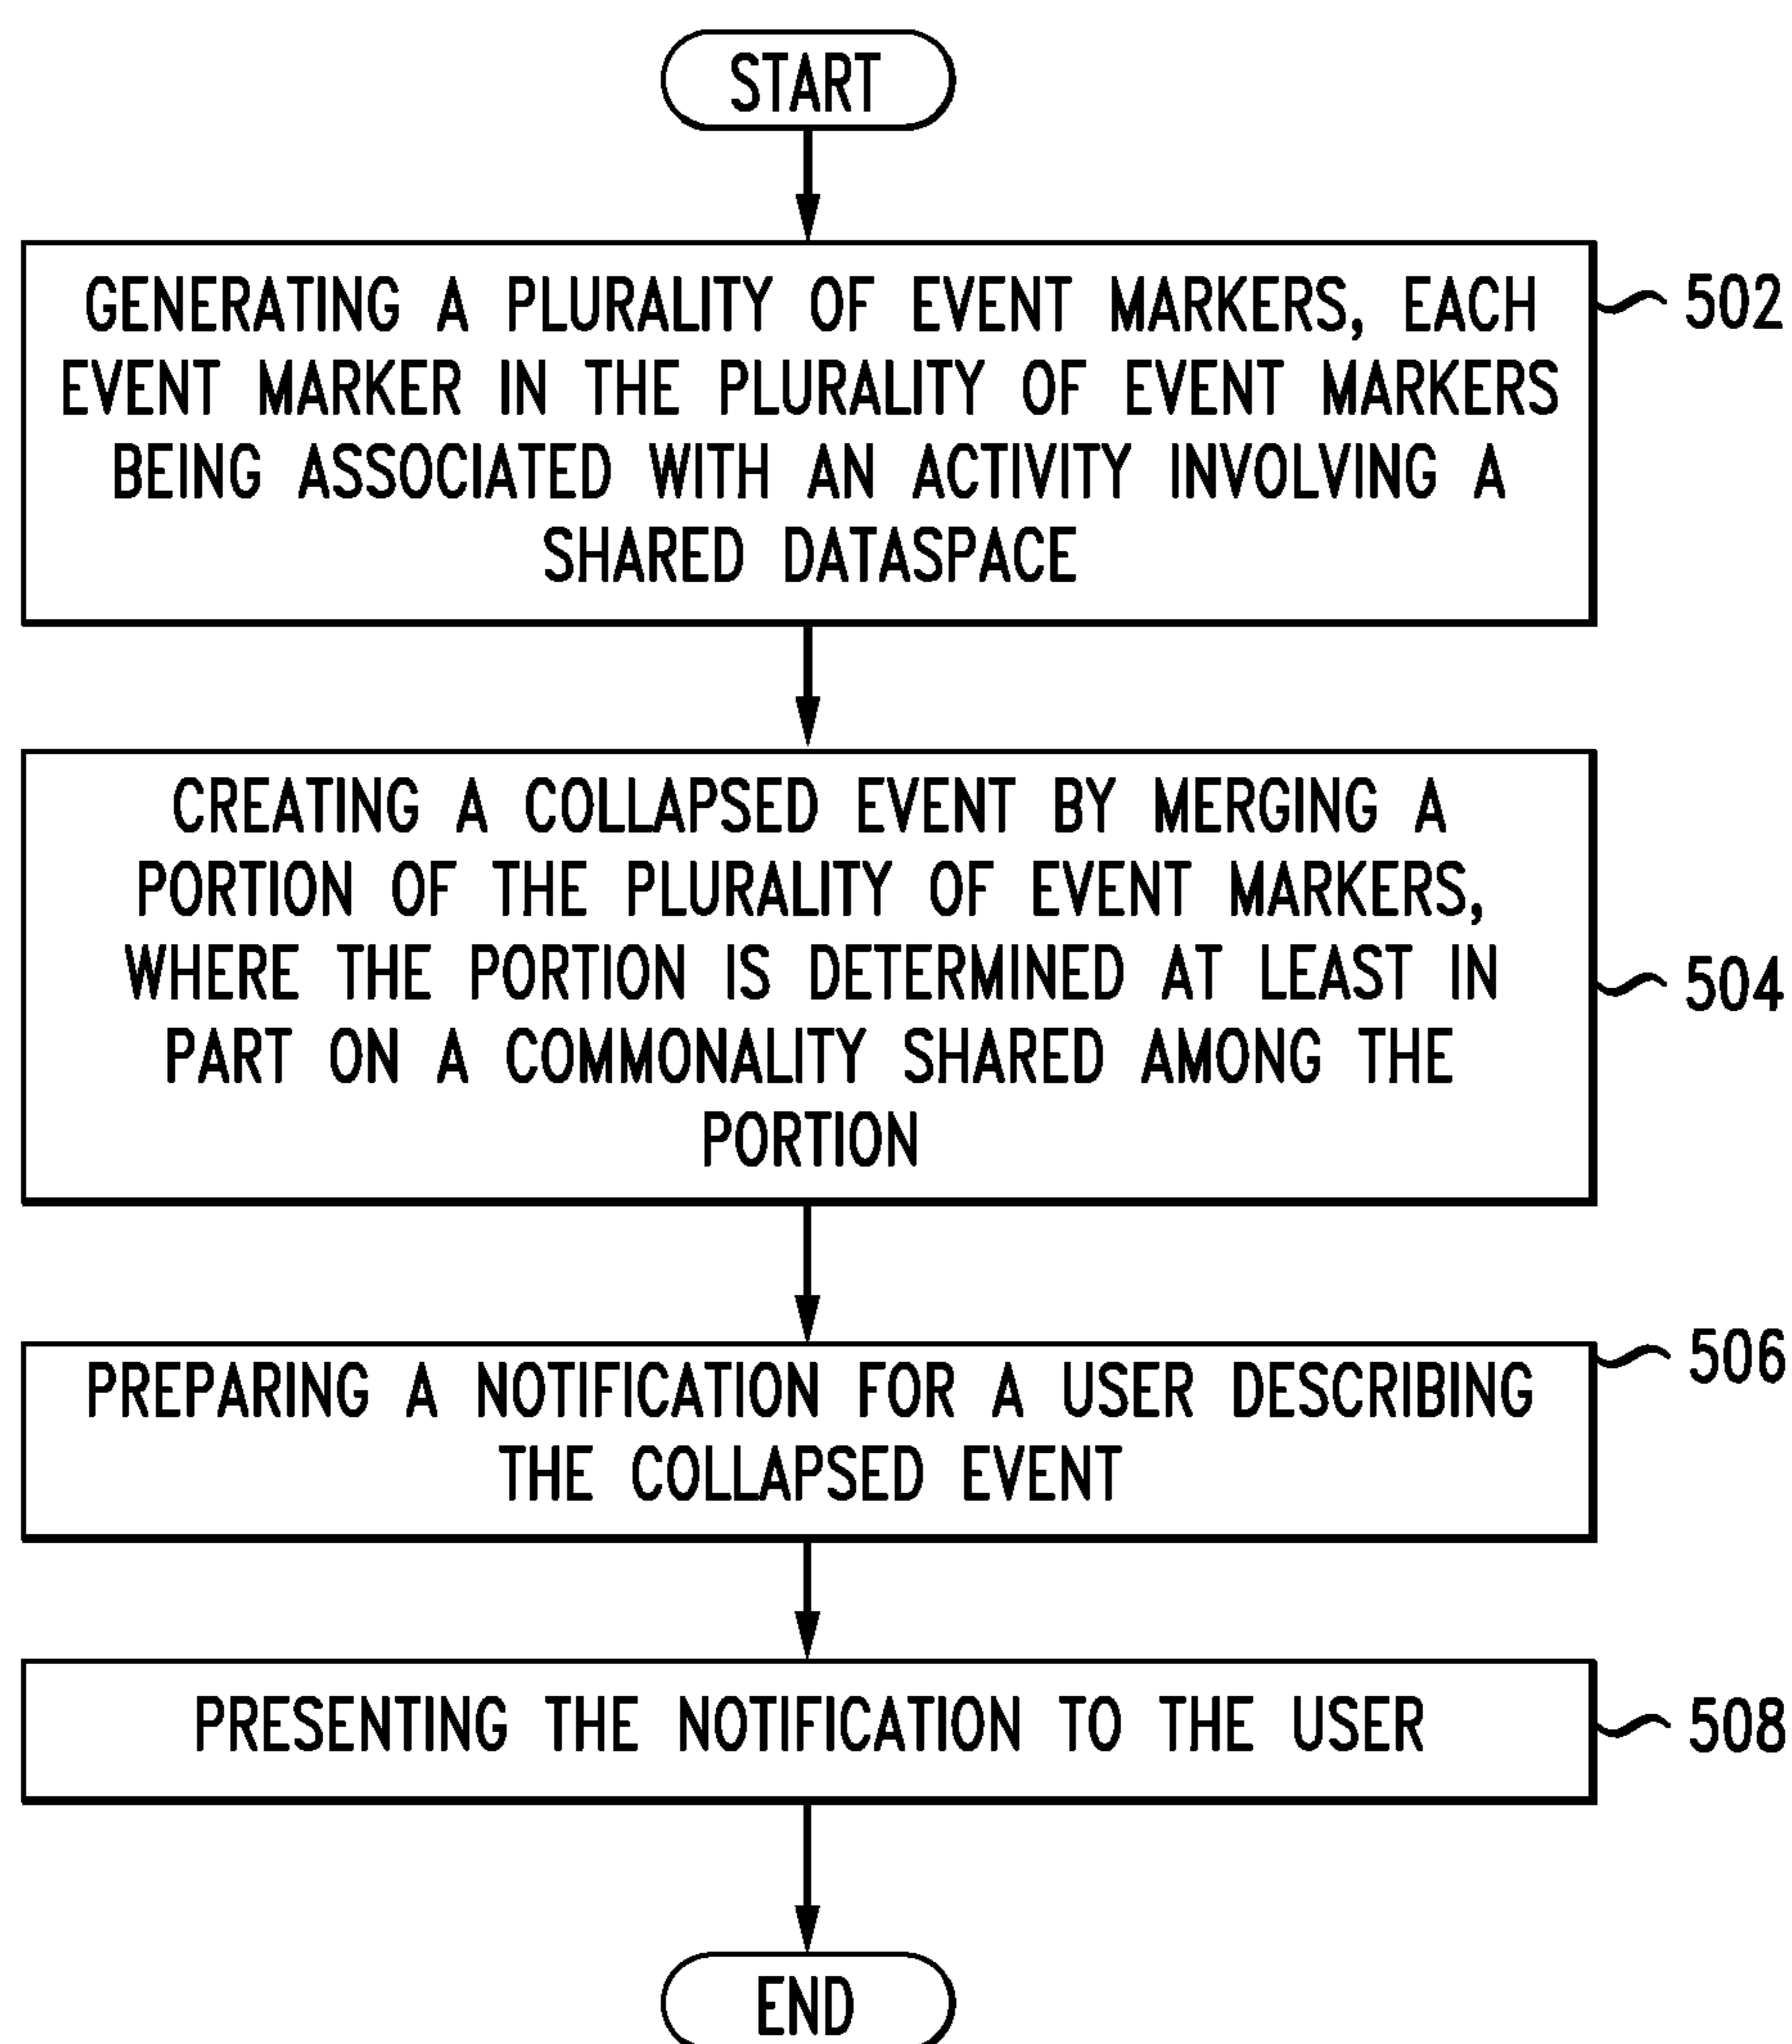 START
GENERATING A PLURALITY OF EVENT MARKERS, EACH
EVENT MARKER IN THE PLURALITY OF EVENT MARKERS
BEING ASSOCIATED WITH AN ACTIVITY INVOLVING A
SHARED DATASPACE
502
CREATING A COLLAPSED EVENT BY MERGING A
PORTION OF THE PLURALITY OF EVENT MARKERS,
WHERE THE PORTION IS DETERMINED AT LEAST IN
PART ON A COMMONALITY SHARED AMONG THE
PORTION
504
PREPARING A NOTIFICATION FOR A USER DESCRIBING
THE COLLAPSED EVENT
506
PRESENTING THE NOTIFICATION TO THE USER
508
END